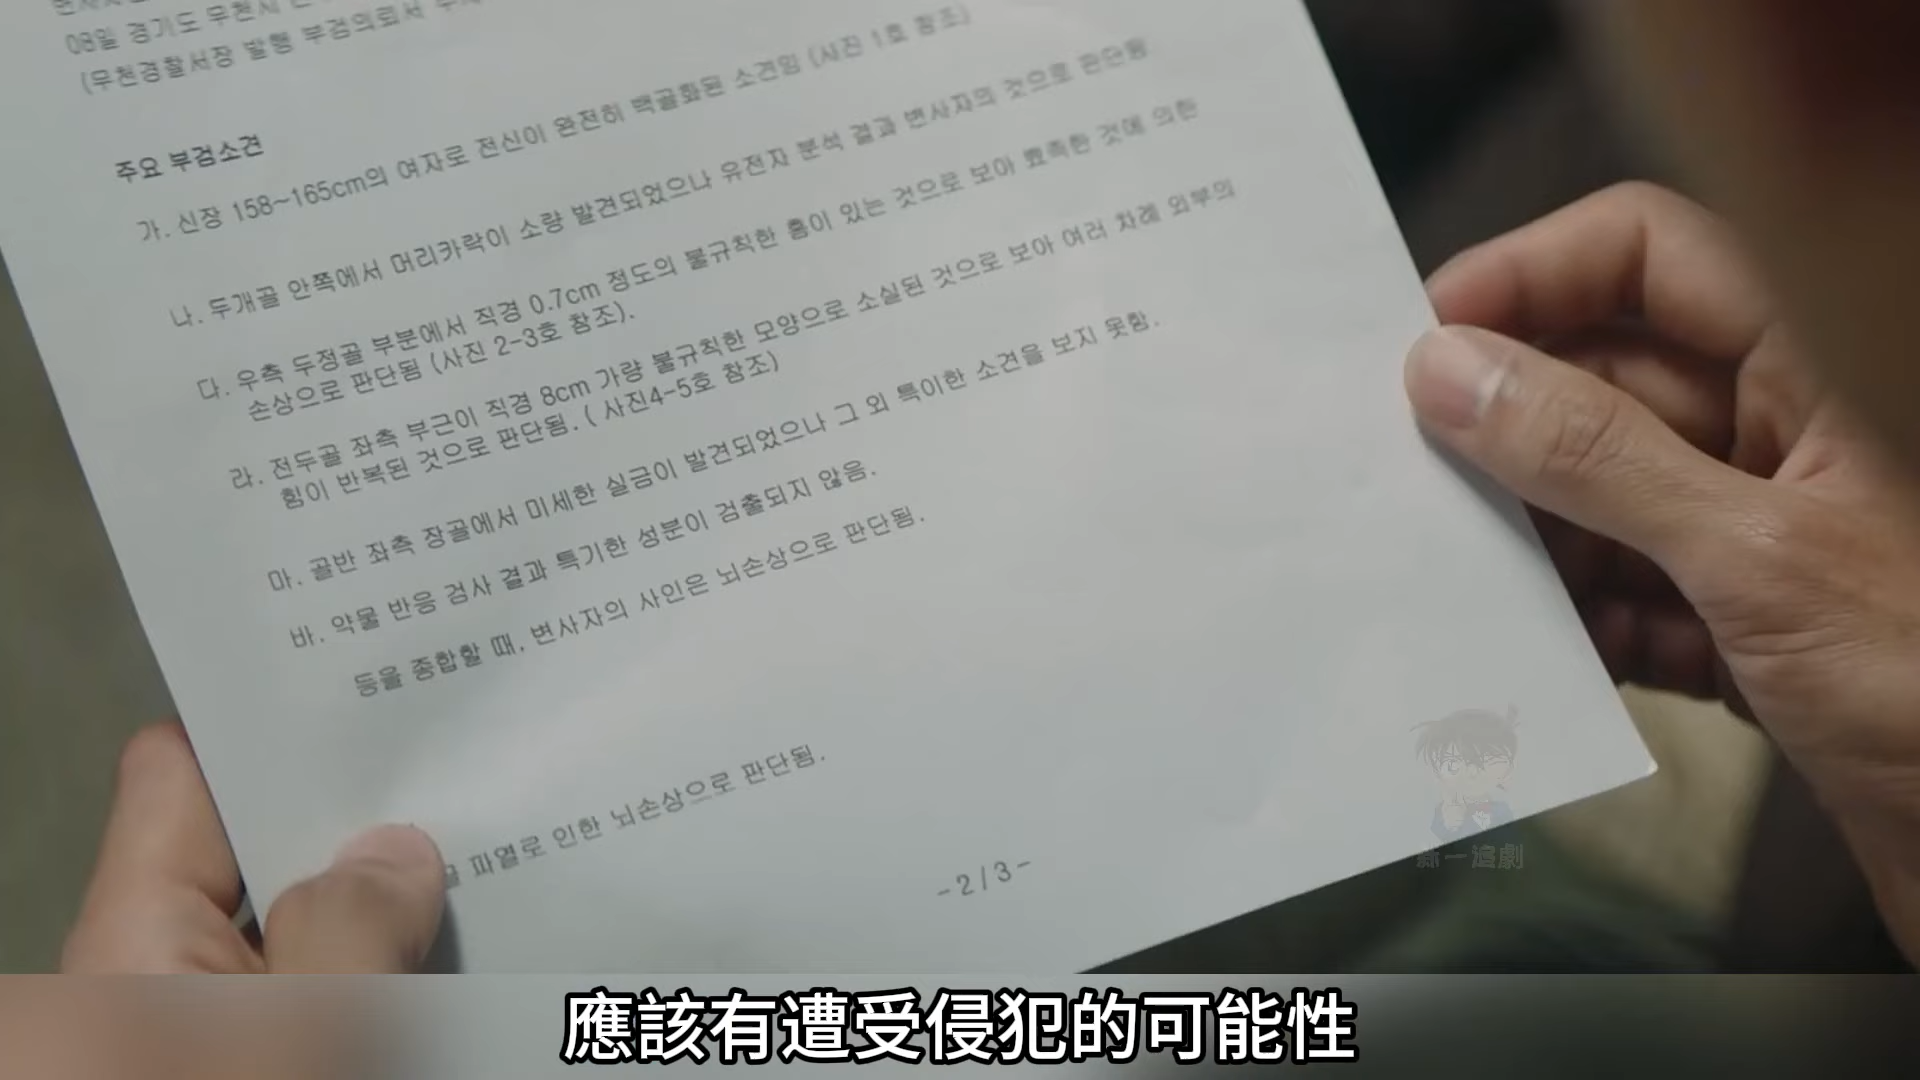 08일 경기도 무천시
(무천경찰서장 발행 부검의뢰서
주요 부검소견
가. 신장 158~165cm의 여자로 전신이 완전히 백골화된 소견임 (사진 1호 참조)
나. 두개골 안쪽에서 머리카락이 소량 발견되었으나 유전자 분석 결과 변사자의 것으로 판단됨
다. 우측 두정골 부분에서 직경 0.7cm 정도의 불규칙한 흠이 있는 것으로 보아 뾰족한 것에 의한
손상으로 판단됨 (사진 2-3호 참조).
라. 전두골 좌측 부근이 직경 8cm 가량 불규칙한 모양으로 소실된 것으로 보아 여러 차례 외부의
힘이 반복된 것으로 판단됨. ( 사진4-5호 참조)
마. 골반 좌측 장골에서 미세한 실금이 발견되었으나 그 외 특이한 소견을 보지 못함.
바. 약물 반응 검사 결과 특기한 성분이 검출되지 않음.
등을 종합할 때, 변사자의 사인은 뇌손상으로 판단됨.
파열로 인한 뇌손상으로 판단됨.
- 2 / 3 -
一追劇
應該有遭受侵犯的可能性